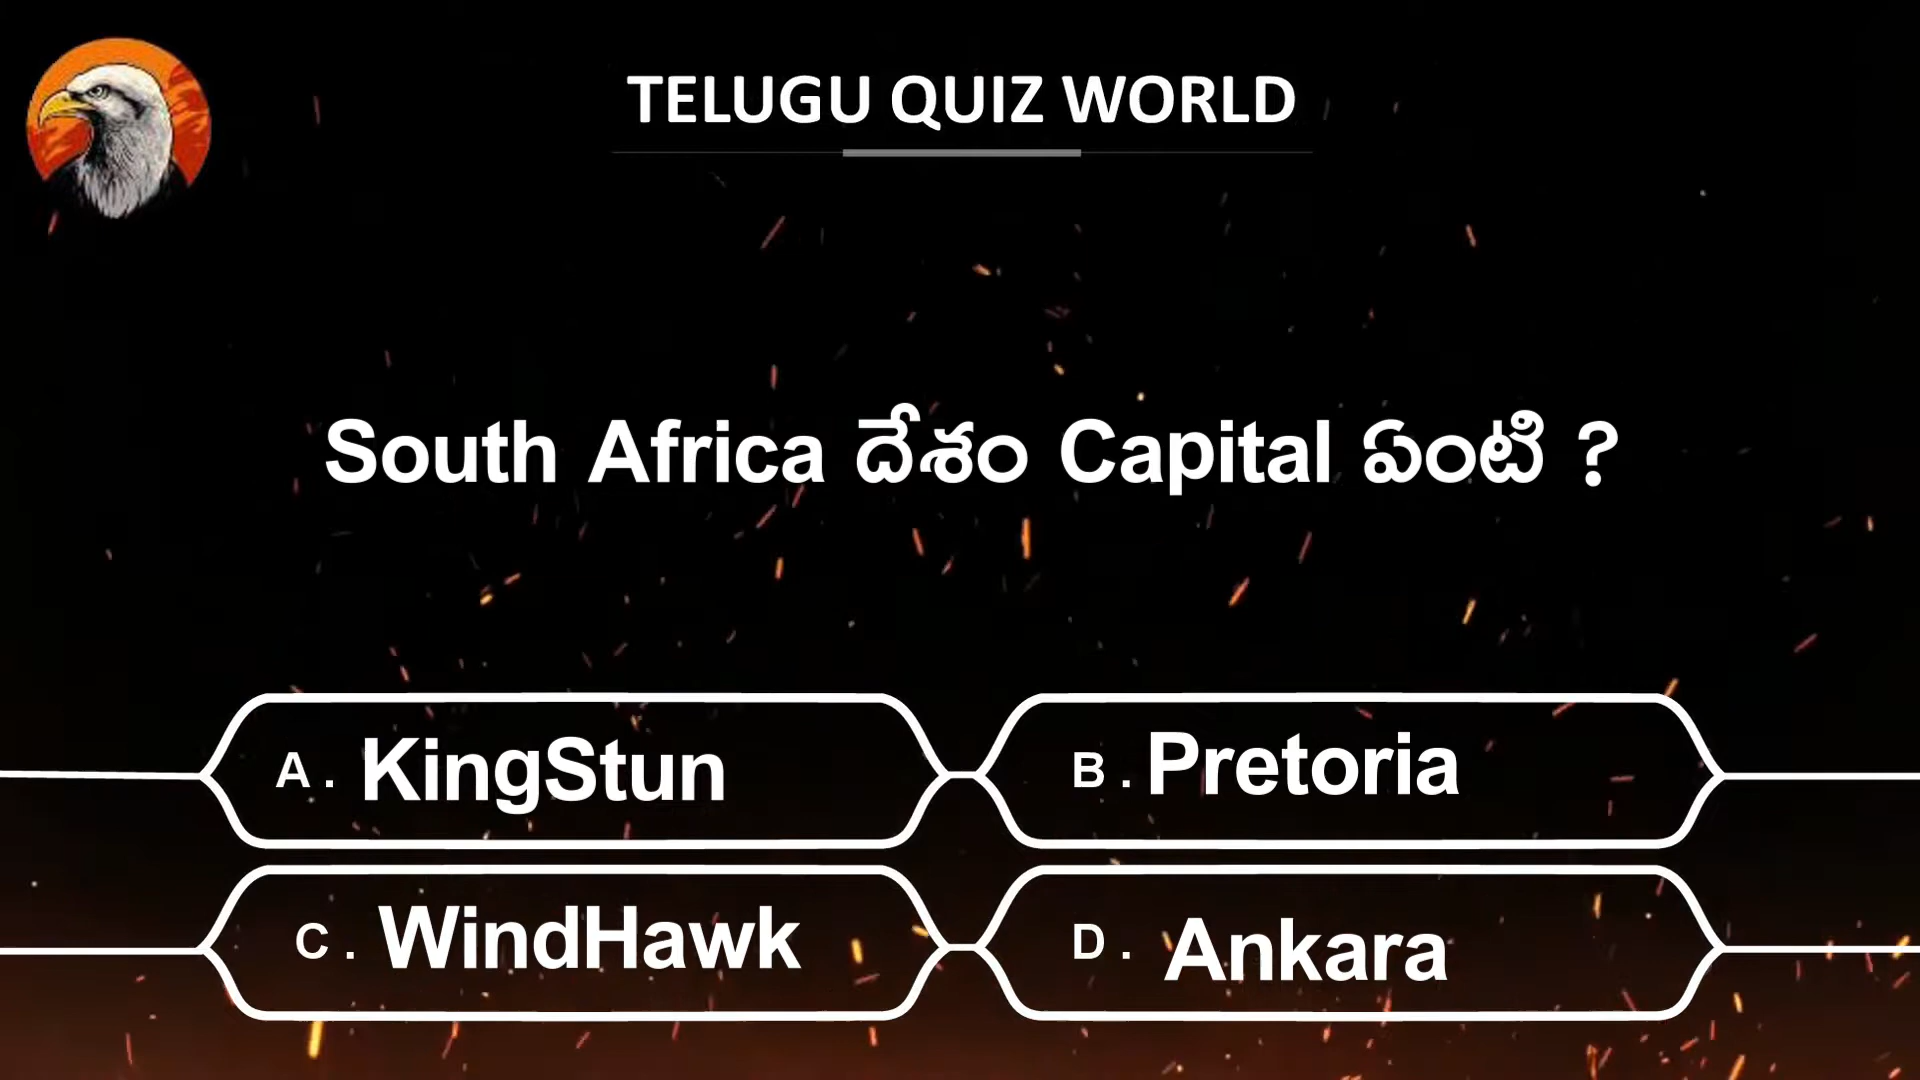 TELUGU QUIZ WORLD
South Africa దేశం Capital ఏంటి ?
A . KingStun
B . Pretoria
C . WindHawk
D . Ankara